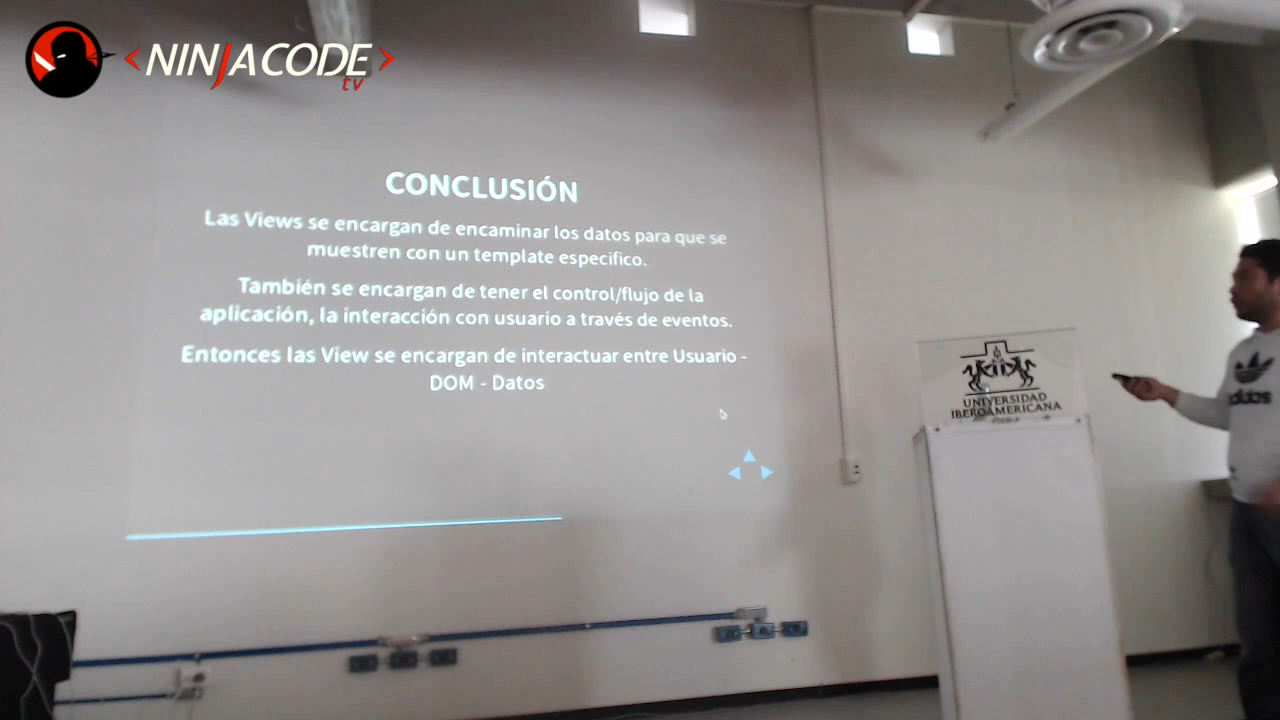 <NINJACODE>
tv
CONCLUSIÓN
Las Views se encargan de encaminar los datos para que se
muestren con un template especifico.
También se encargan de tener el control/flujo de la
aplicación, la interacción con usuario a través de eventos.
Entonces las View se encargan de interactuar entre Usuario -
DOM - Datos
UNIVERSIDAD
IBEROAMERICANA
PUEBLA
adidas